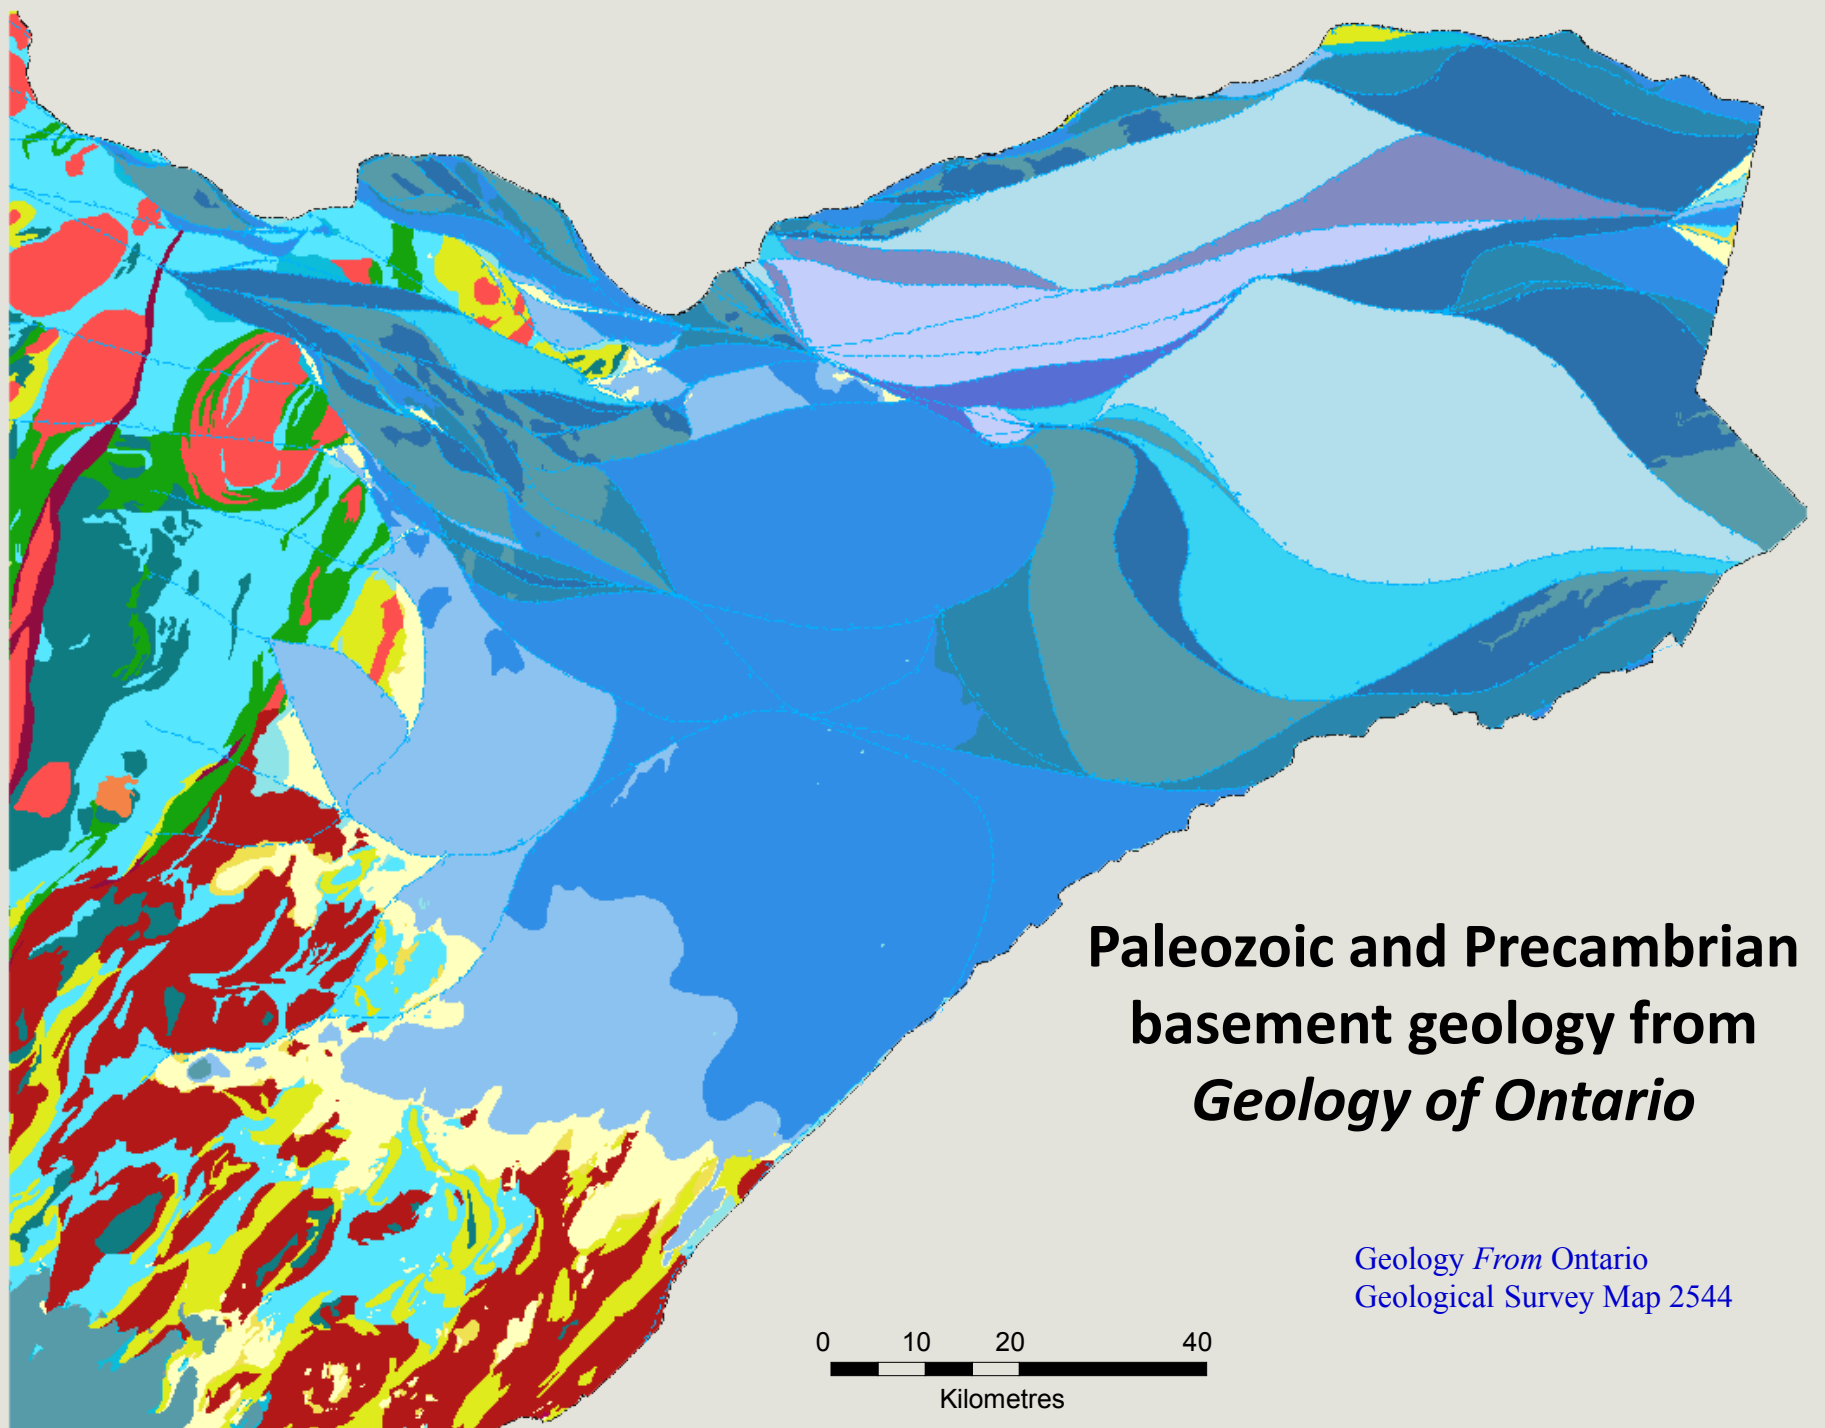 Paleozoic and Precambrian
basement geology from
Geology of Ontario
Geology From Ontario
Geological Survey Map 2544
0 10 20 40
Kilometres